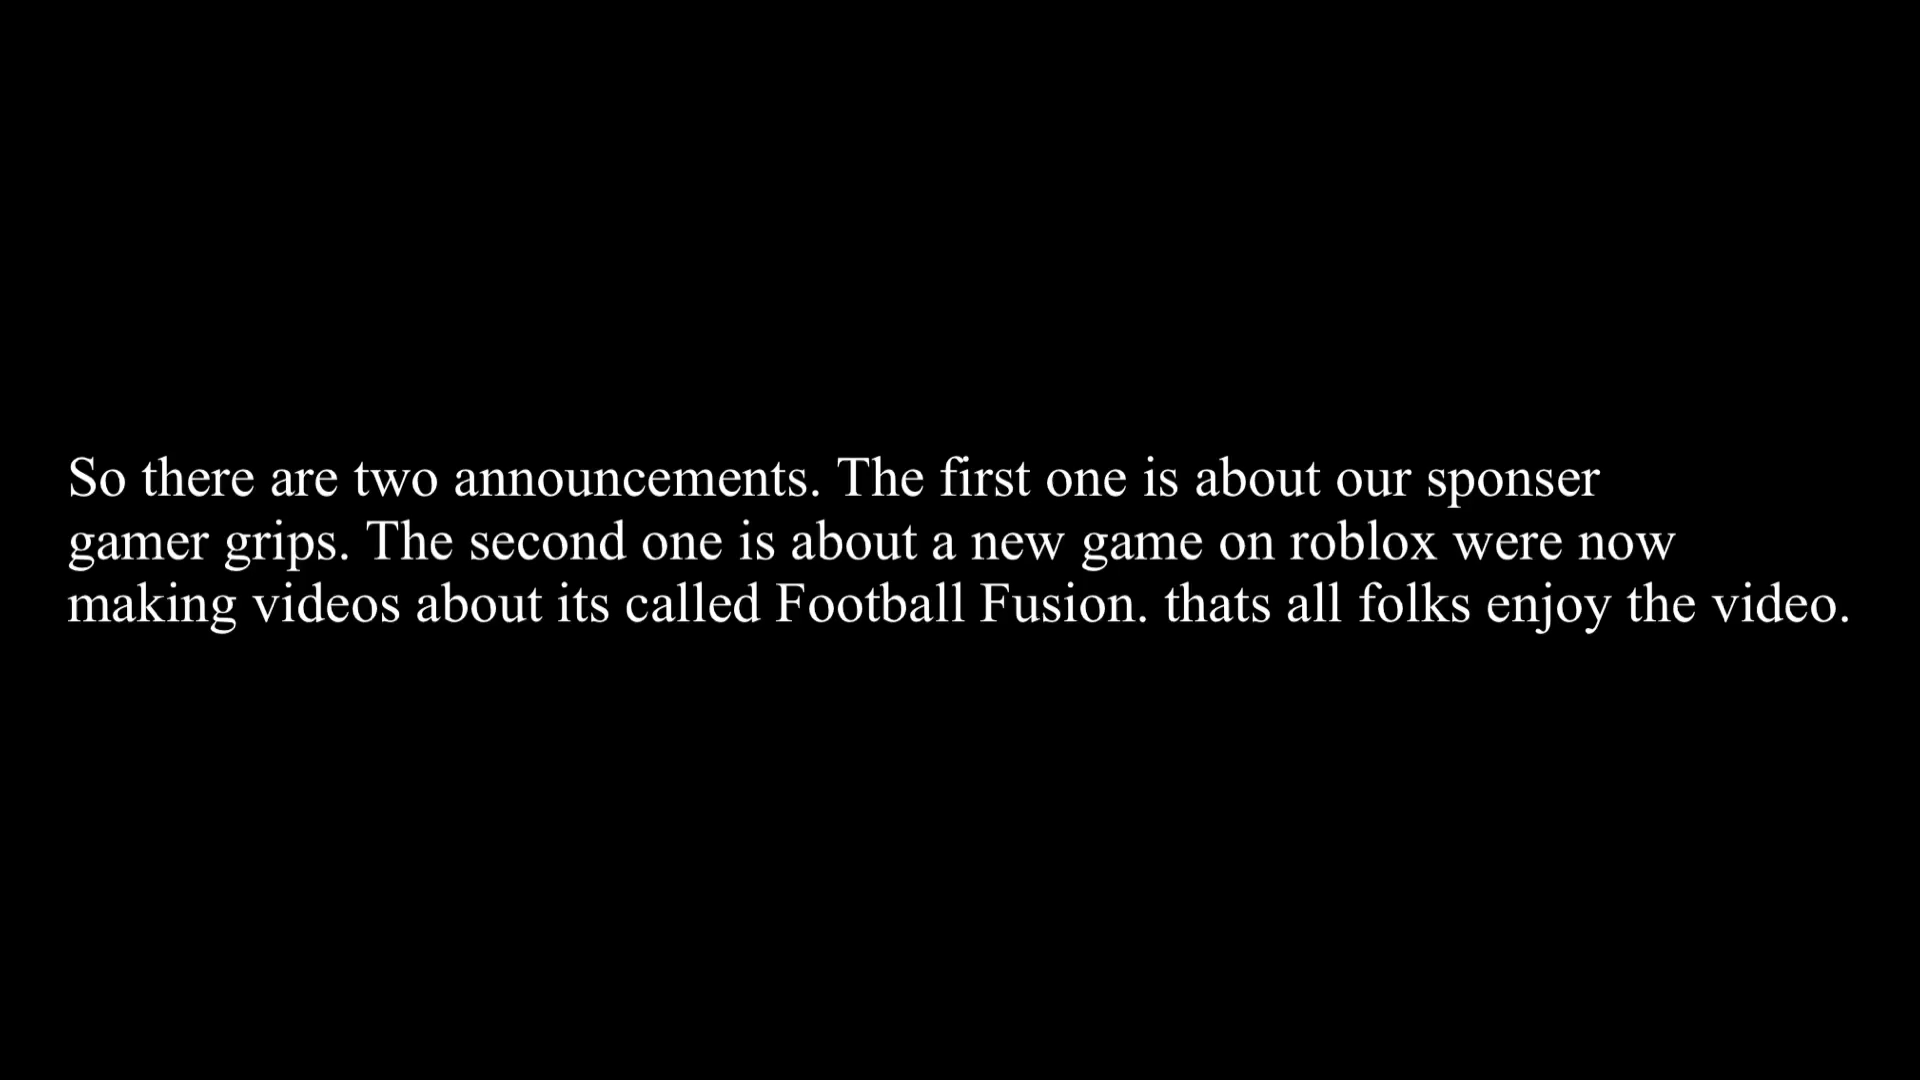 So there are two announcements. The first one is about our sponser
gamer grips. The second one is about a new game on roblox were now
making videos about its called Football Fusion. thats all folks enjoy the video.